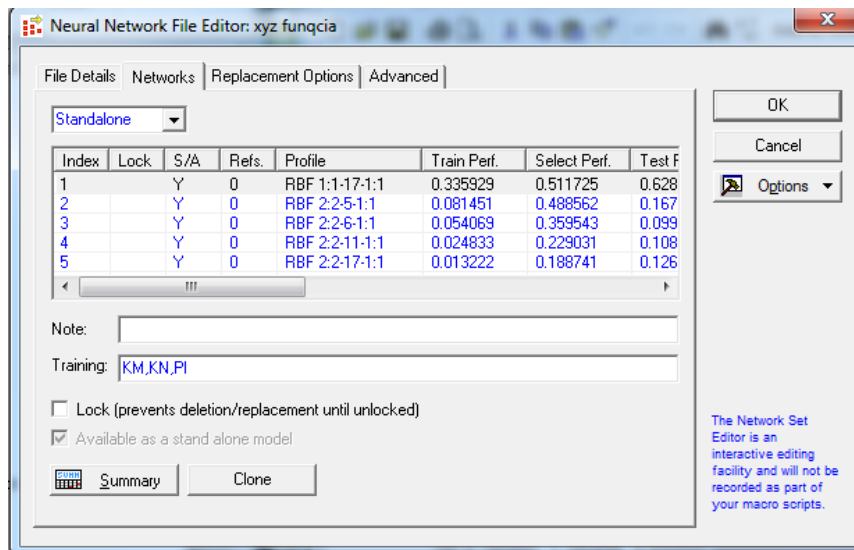 Neural Network File Editor: xyz funqcia
x
File Details Networks Replacement Options Advanced
Standalone
Index Lock S/A Refs. Profile Train Perf. Select Perf. Test F
1 Y 0 RBF 1:1-17-1:1 0.335929 0.511725 0.628
2 Y 0 RBF 2:2-5-1:1 0.081451 0.488562 0.167
3 Y 0 RBF 2:2-6-1:1 0.054069 0.359543 0.099
4 Y 0 RBF 2:2-11-1:1 0.024833 0.229031 0.108
5 Y 0 RBF 2:2-17-1:1 0.013222 0.188741 0.126
Note:
Training: KM,KN,PI
Lock (prevents deletion/replacement until unlocked)
Available as a stand alone model
Summary Clone
OK
Cancel
Options
The Network Set
Editor is an
interactive editing
facility and will not be
recorded as part of
your macro scripts.